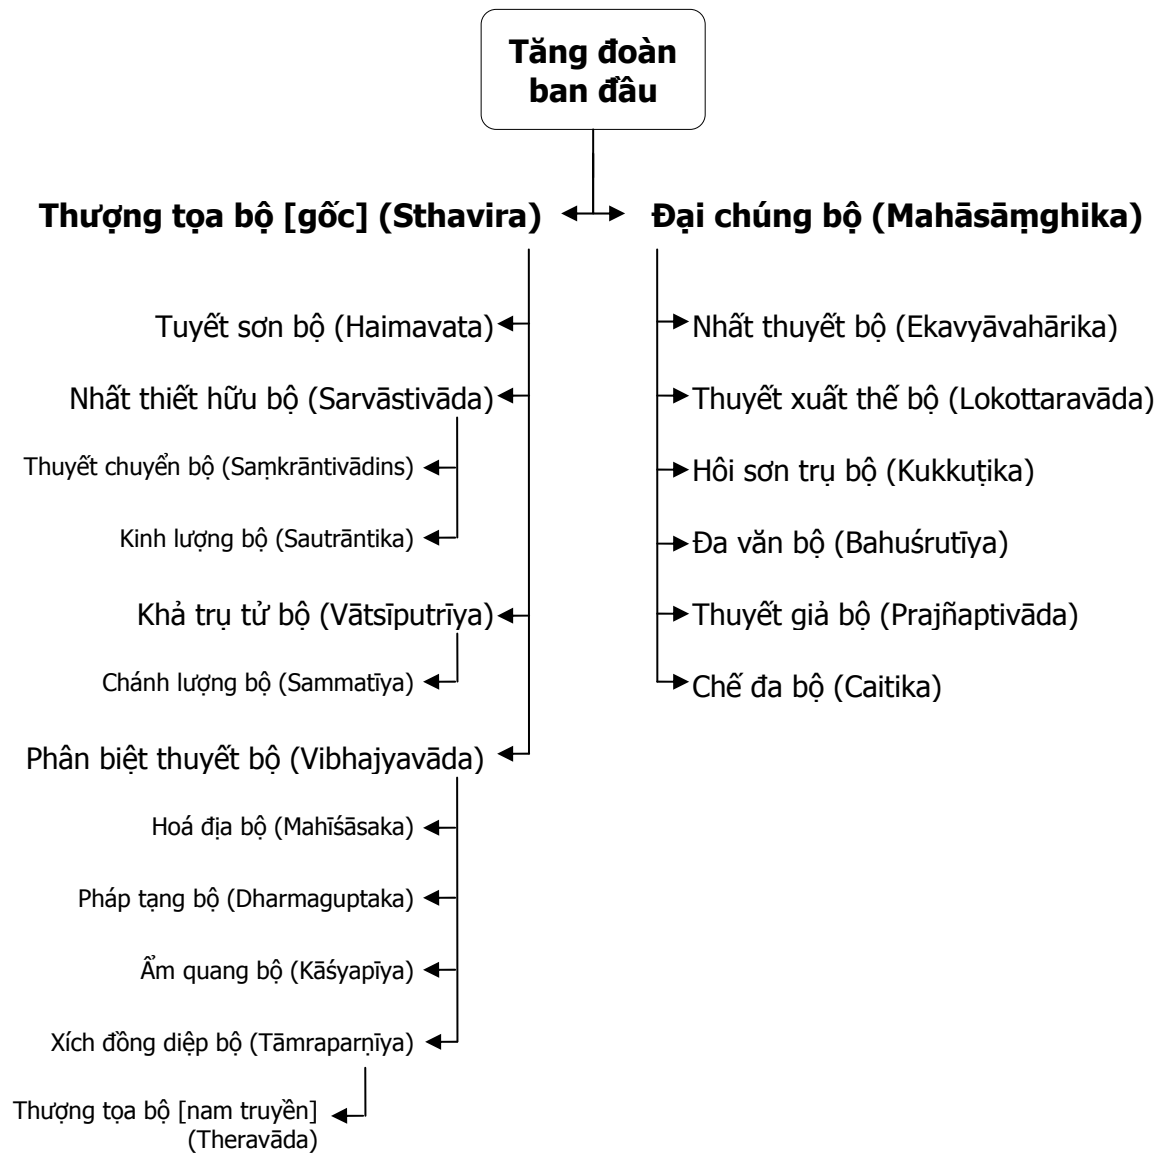 Tăng đoàn
ban đầu
Thượng tọa bộ [gốc] (Sthavira)
Đại chúng bộ (Mahāsāṃghika)
Tuyết sơn bộ (Haimavata)
Nhất thiết hữu bộ (Sarvāstivāda)
Thuyết chuyển bộ (Saṃkrāntivādins)
Kinh lượng bộ (Sautrāntika)
Khả trụ tử bộ (Vātsīputrīya)
Chánh lượng bộ (Sammatīya)
Phân biệt thuyết bộ (Vibhajyavāda)
Hoá địa bộ (Mahīśāsaka)
Pháp tạng bộ (Dharmaguptaka)
Ẩm quang bộ (Kāśyapīya)
Xích đồng diệp bộ (Tāmraparṇīya)
Thượng tọa bộ [nam truyền]
(Theravāda)
Nhất thuyết bộ (Ekavyāvahārika)
Thuyết xuất thế bộ (Lokottaravāda)
Hôi sơn trụ bộ (Kukkuṭika)
Đa văn bộ (Bahuśrutīya)
Thuyết giả bộ (Prajñaptivāda)
Chế đa bộ (Caitika)